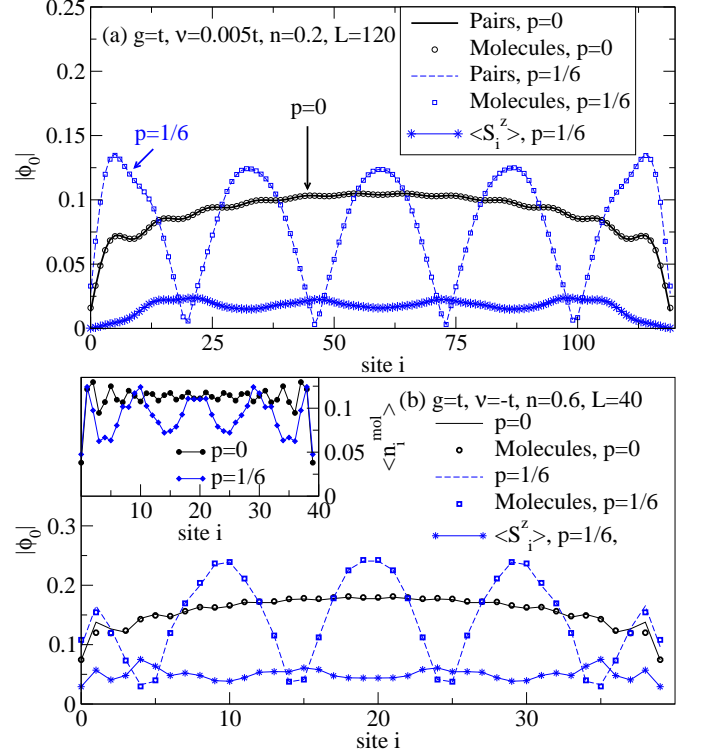 (a) g=t, ν=0.005t, n=0.2, L=120
Pairs, p=0
Molecules, p=0
Pairs, p=1/6
Molecules, p=1/6
<S_i^z>, p=1/6
p=0
p=1/6
|ϕ_0|
0.25
0.2
0.15
0.1
0.05
0
0 25 50 75 100
site i
(b) g=t, ν=-t, n=0.6, L=40
p=0
Molecules, p=0
p=1/6
Molecules, p=1/6
<S_i^z>, p=1/6,
p=0
p=1/6
0.1
0.05
0
<n_i^mol>
10 20 30 40
site i
|ϕ_0|
0.3
0.2
0.1
0
0 10 20 30
site i